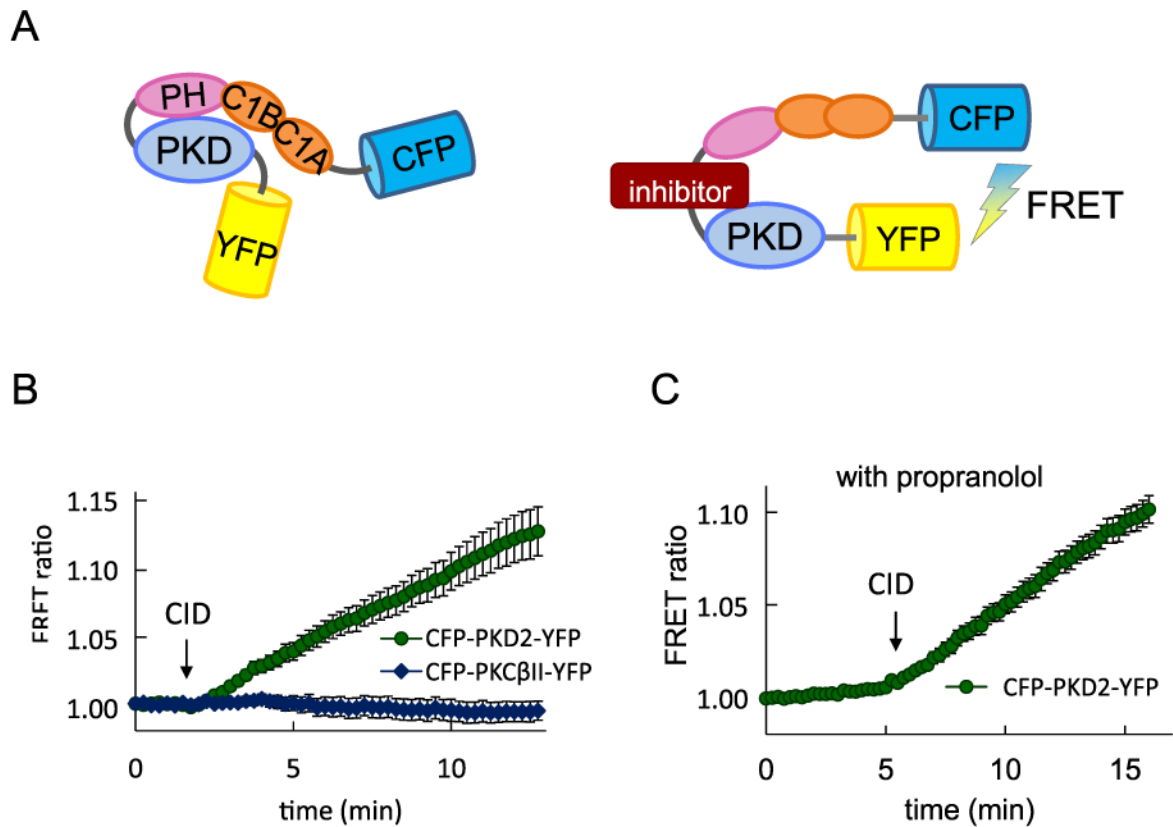 A
PH
C1B
C1A
PKD
CFP
YFP
CFP
inhibitor
FRET
PKD
YFP
B
FRET ratio
1.15
1.10
1.05
1.00
CID
CFP-PKD2-YFP
CFP-PKCβII-YFP
0
5
10
time (min)
C
with propranolol
FRET ratio
1.10
1.05
1.00
CID
CFP-PKD2-YFP
0
5
10
15
time (min)